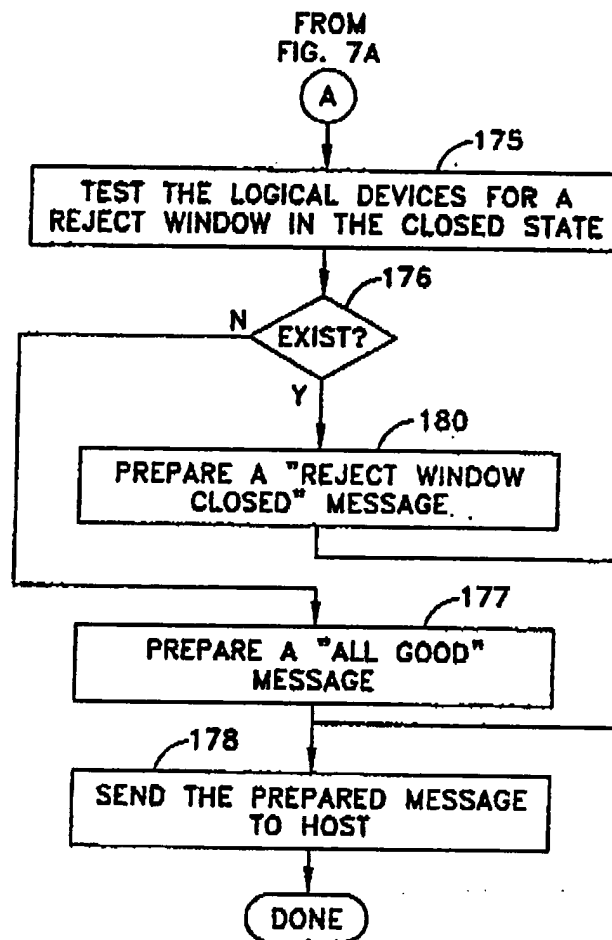 FROM
FIG. 7A
A
175
TEST THE LOGICAL DEVICES FOR A
REJECT WINDOW IN THE CLOSED STATE
176
N
EXIST?
Y
180
PREPARE A "REJECT WINDOW
CLOSED" MESSAGE.
177
PREPARE A "ALL GOOD"
MESSAGE
178
SEND THE PREPARED MESSAGE
TO HOST
DONE